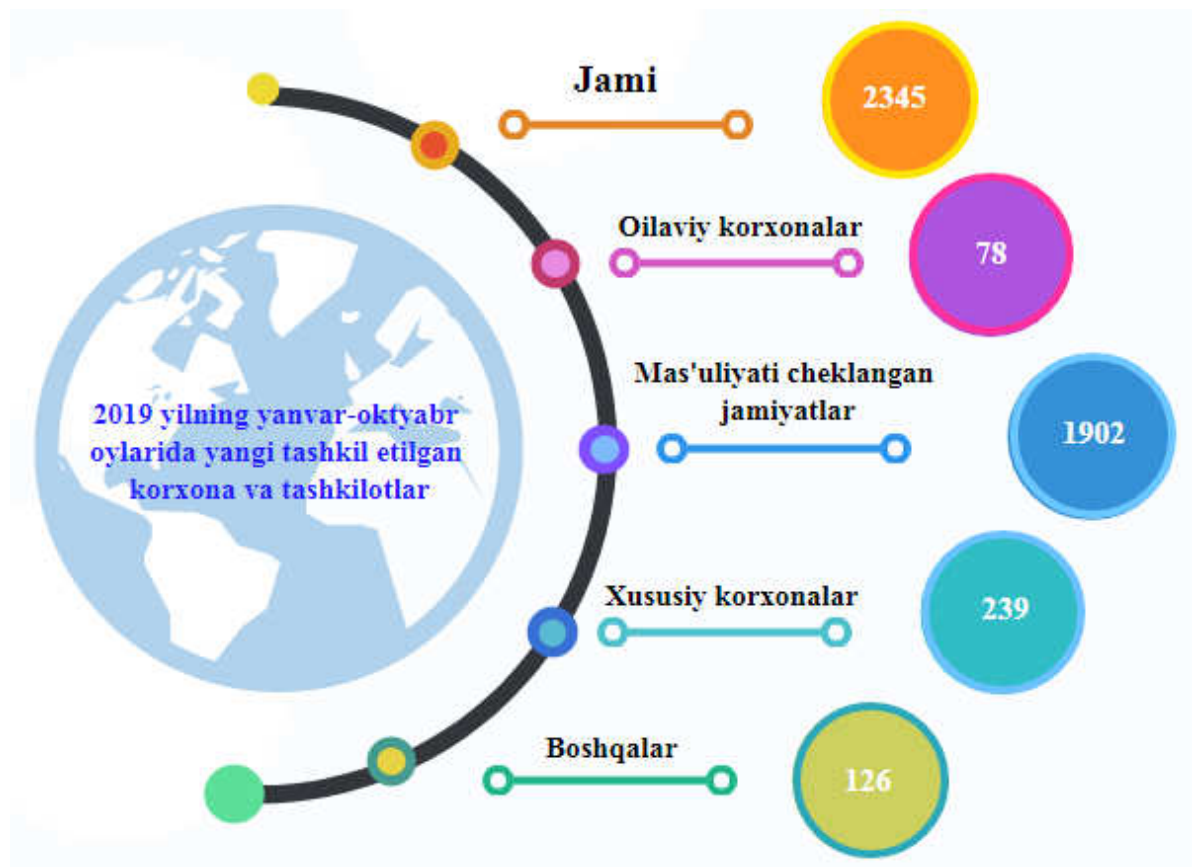 Jami
2345
Oilaviy korxonalar
78
Mas'uliyati cheklangan
jamiyatlar
1902
2019 yilning yanvar-oktyabr
oylarida yangi tashkil etilgan
korxona va tashkilotlar
Xususiy korxonalar
239
Boshqalar
126